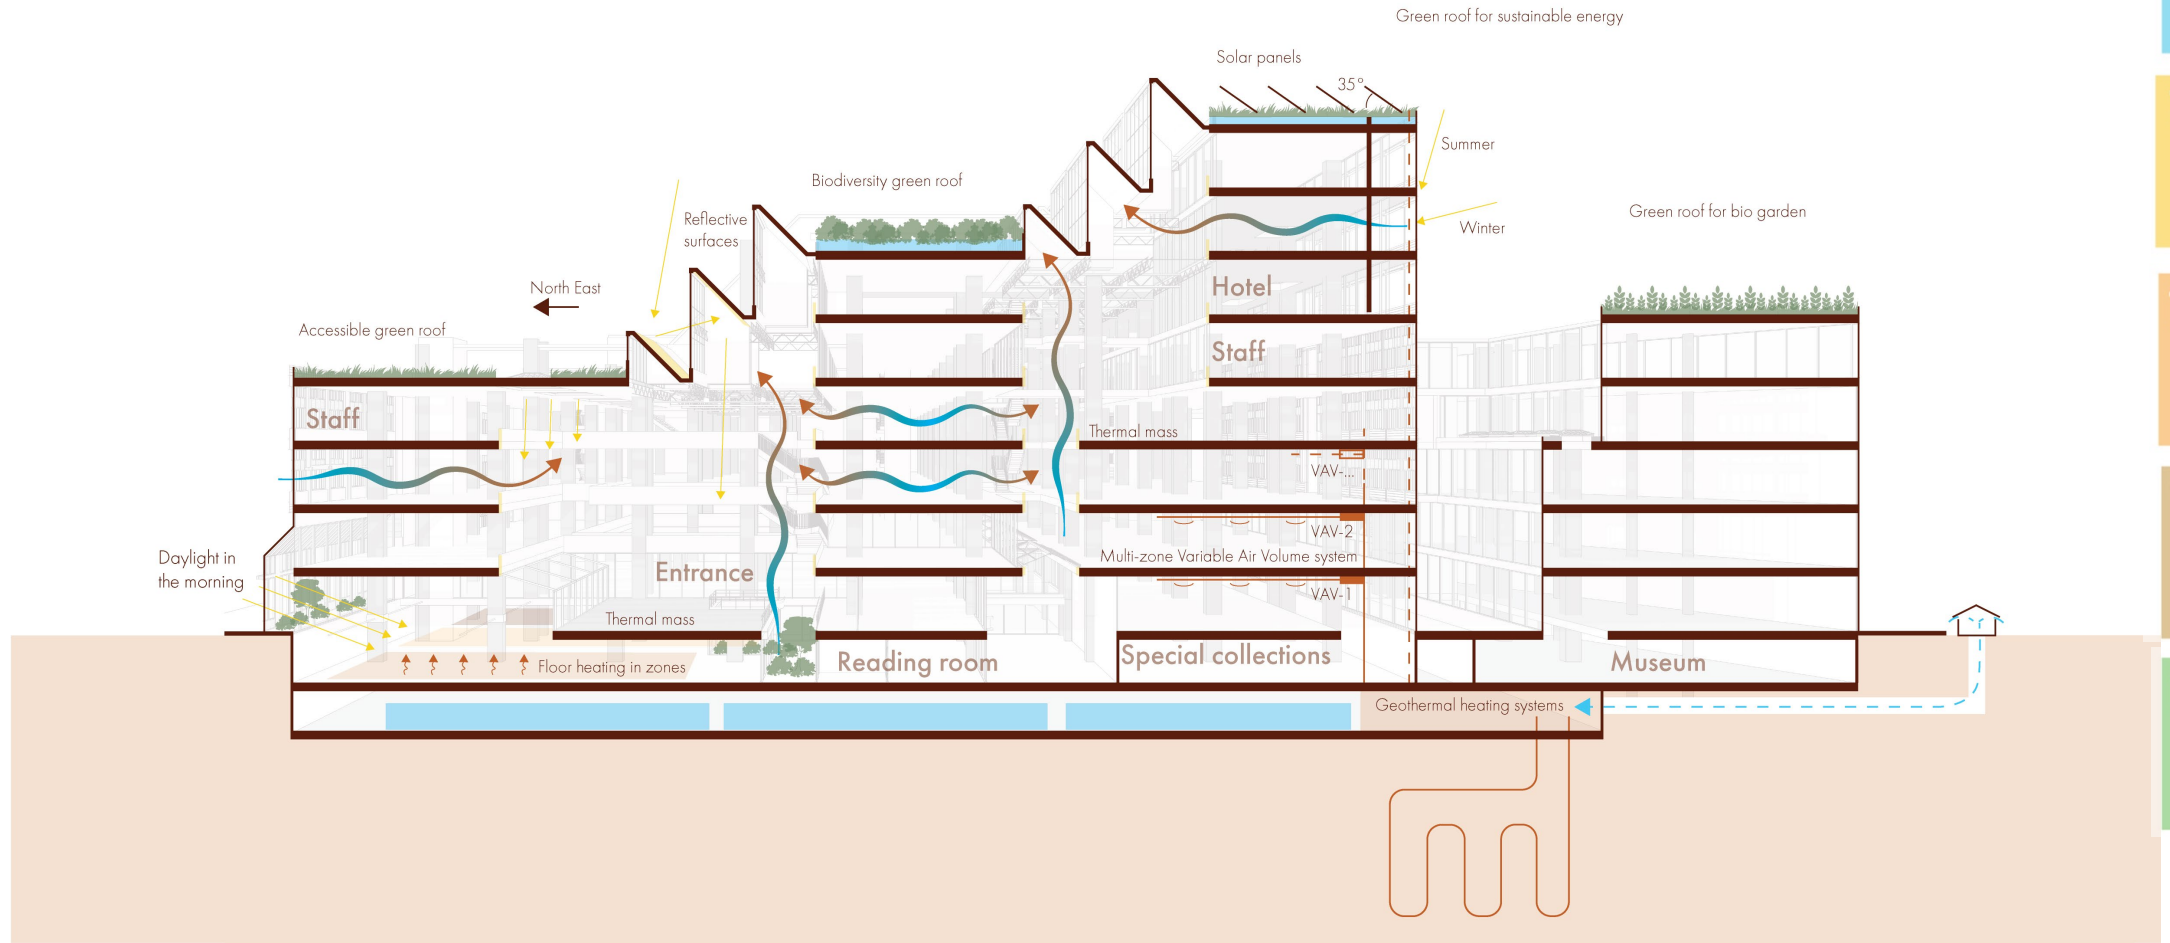 Green roof for sustainable energy
Solar panels
35°
Summer
Biodiversity green roof
Reflective
surfaces
Green roof for bio garden
Winter
North East
Hotel
Accessible green roof
Staff
Staff
Thermal mass
VAV-...
VAV-2
Daylight in
the morning
Multi-zone Variable Air Volume system
Entrance
VAV-1
Thermal mass
Floor heating in zones
Reading room
Special collections
Museum
Geothermal heating systems